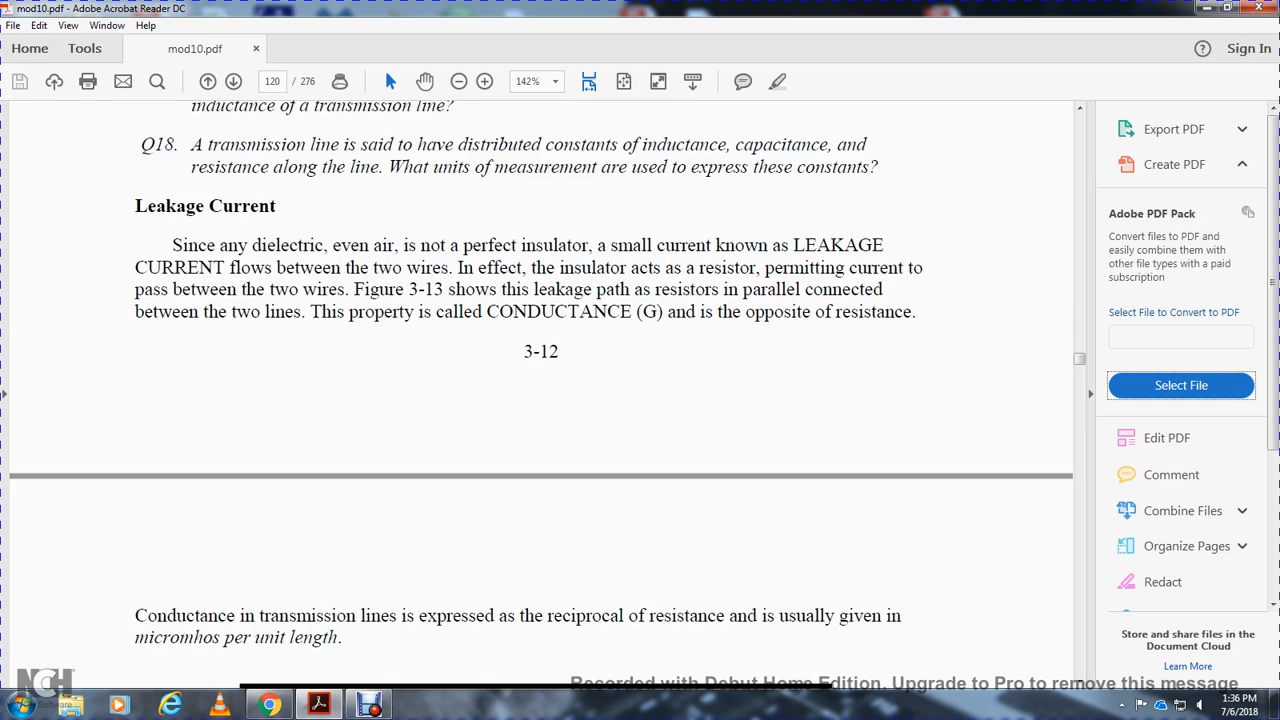 mod10.pdf - Adobe Acrobat Reader DC
File Edit View Window Help
Home Tools mod10.pdf × Sign In
120 / 276 142%
inductance of a transmission line?
Q18. A transmission line is said to have distributed constants of inductance, capacitance, and
resistance along the line. What units of measurement are used to express these constants?
Leakage Current
Since any dielectric, even air, is not a perfect insulator, a small current known as LEAKAGE
CURRENT flows between the two wires. In effect, the insulator acts as a resistor, permitting current to
pass between the two wires. Figure 3-13 shows this leakage path as resistors in parallel connected
between the two lines. This property is called CONDUCTANCE (G) and is the opposite of resistance.
3-12
Conductance in transmission lines is expressed as the reciprocal of resistance and is usually given in
micromhos per unit length.
Export PDF
Create PDF
Adobe PDF Pack
Convert files to PDF and
easily combine them with
other file types with a paid
subscription
Select File to Convert to PDF
Select File
Edit PDF
Comment
Combine Files
Organize Pages
Redact
Store and share files in the
Document Cloud
Learn More
NCH
Software
Recorded with Debut Home Edition. Upgrade to Pro to remove this message
1:36 PM
7/6/2018